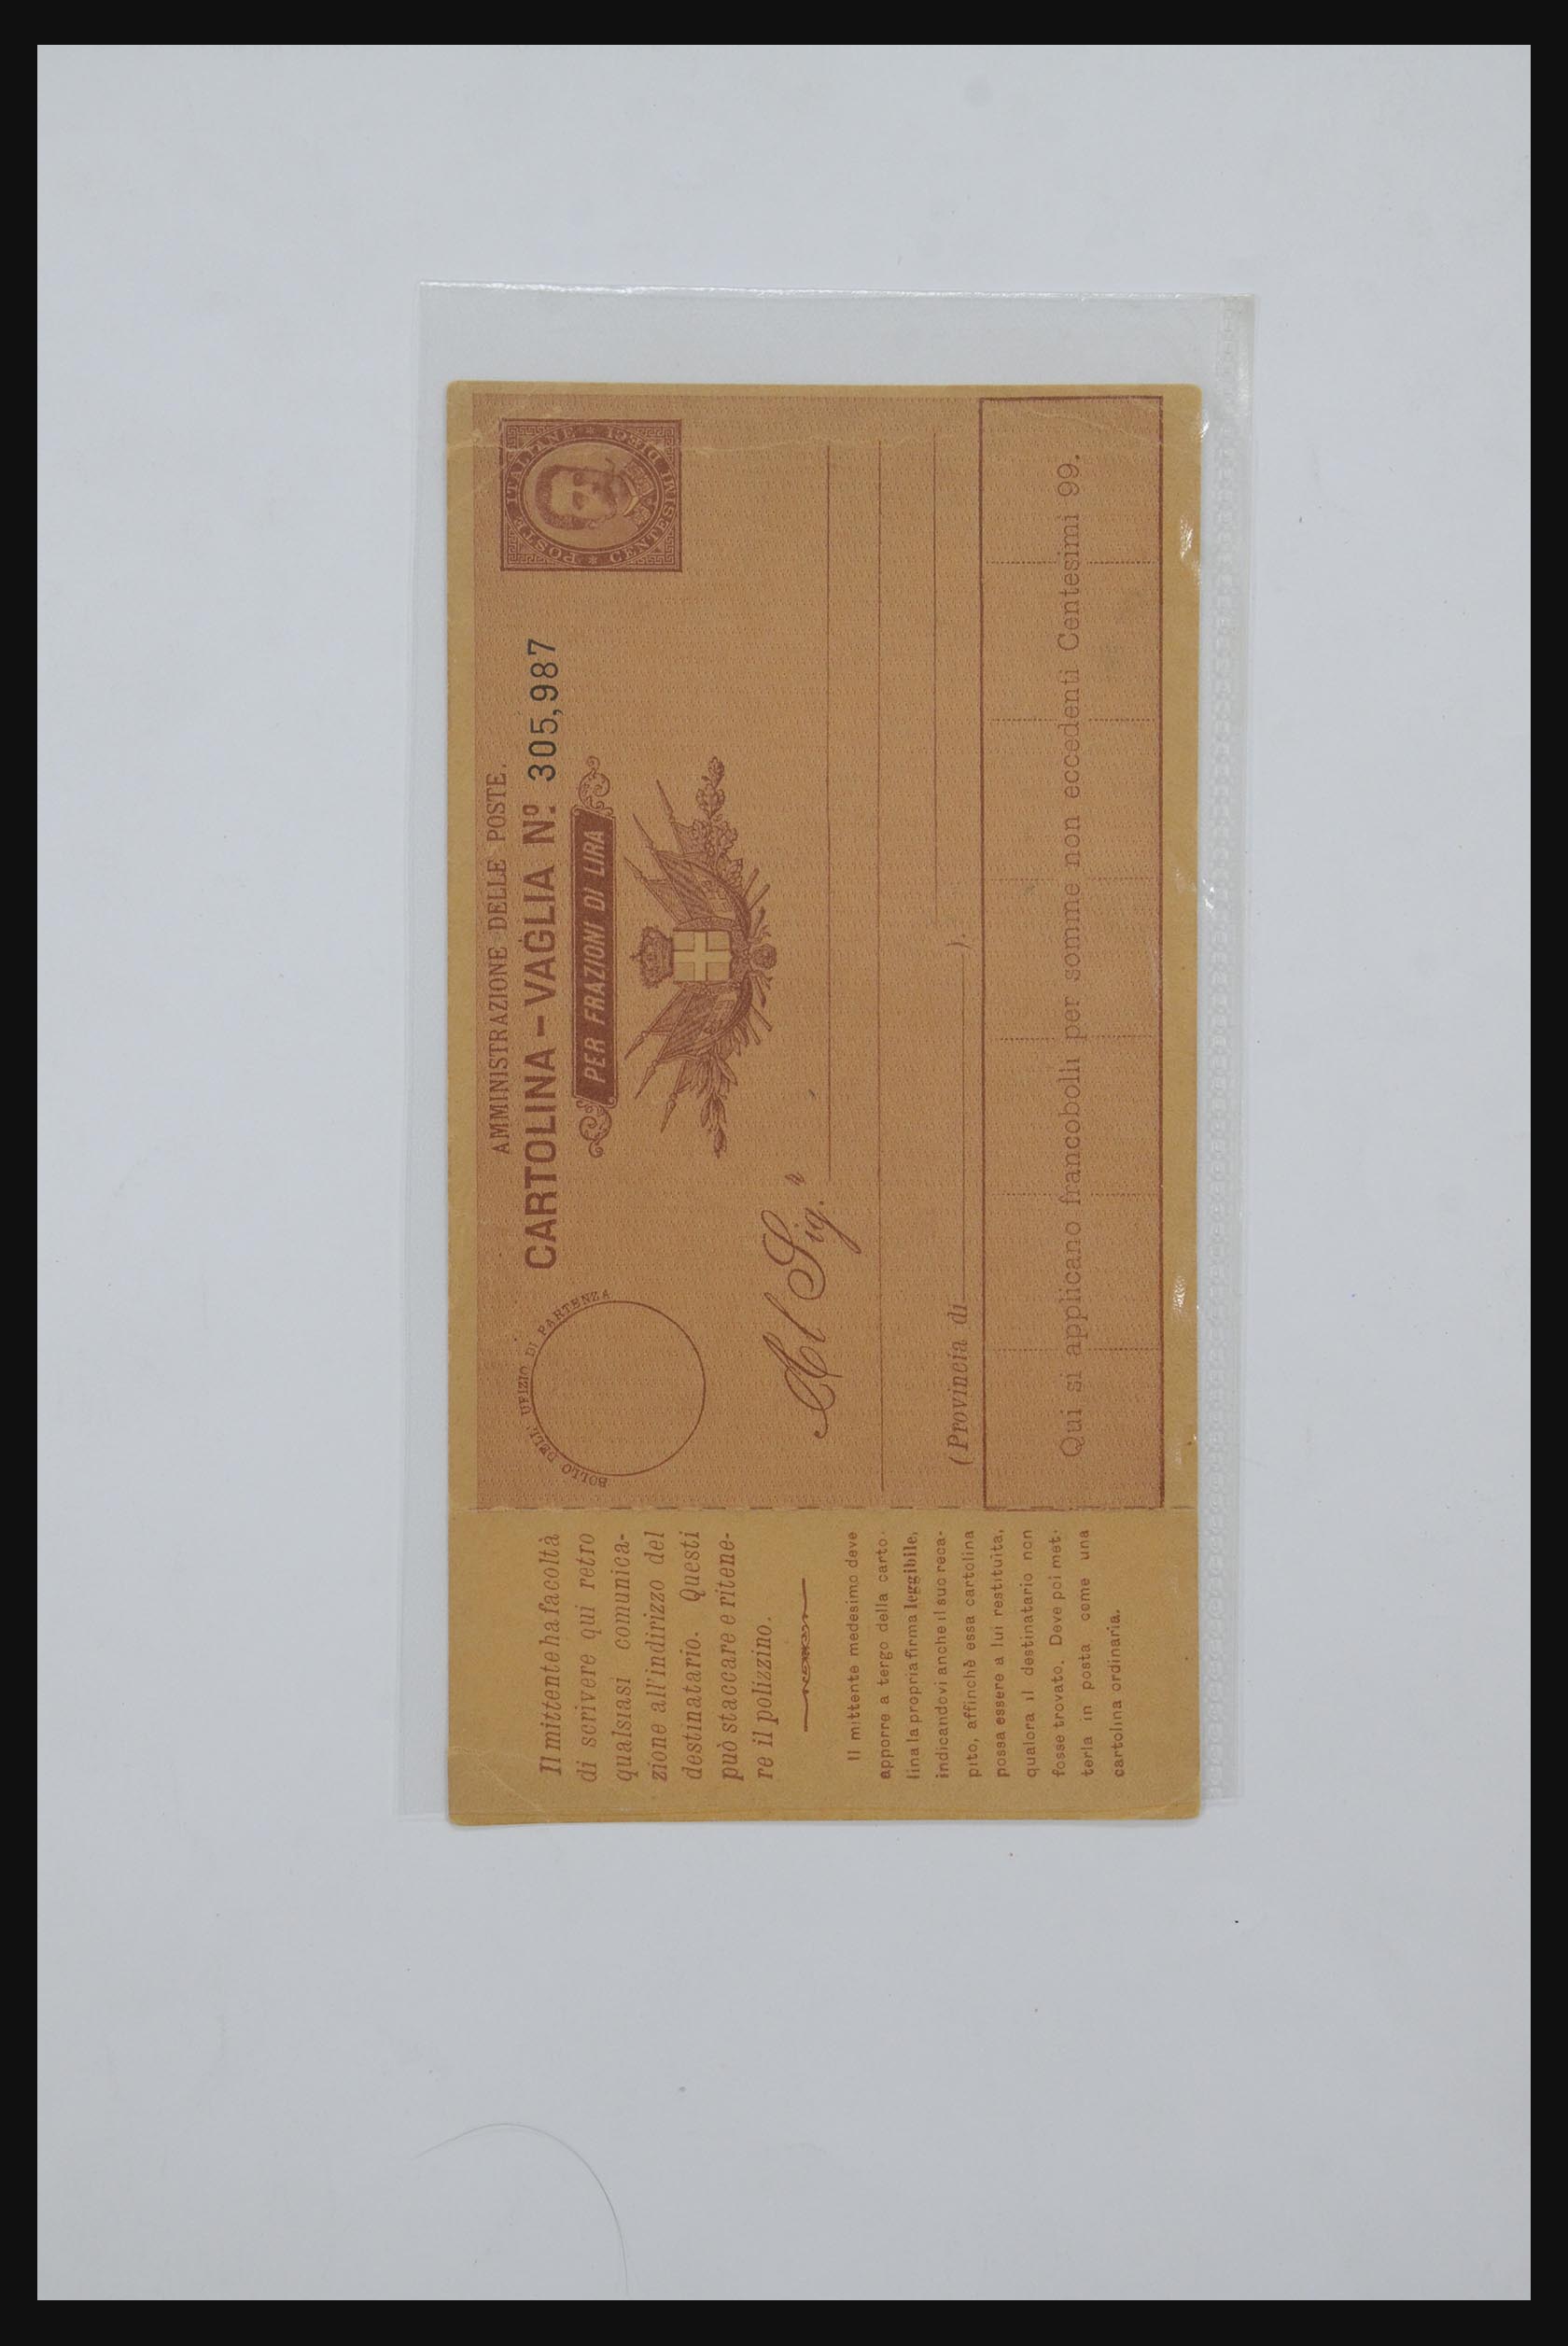 Il mittente ha facoltà
di scrivere qui retro
qualsiasi comunica-
zione all'indirizzo del
destinatario. Questi
può staccare e ritene-
re il polizzino.
Il mittente medesimo deve
apporre a tergo della carto-
lina la propria firma leggibile,
indicandovi anche il suo reca-
pito, affinchè essa cartolina
possa essere a lui restituita,
qualora il destinatario non
fosse trovato. Deve poi met-
terla in posta come una
cartolina ordinaria.
BOLLO DELL' UFIZIO DI PARTENZA
AMMINISTRAZIONE DELLE POSTE.
CARTOLINA - VAGLIA Nº. 305,987
PER FRAZIONI DI LIRA
POSTE ITALIANE * DIECI CENTESIMI *
Al Sig.r
(Provincia di ).
Qui si applicano francobolli per somme non eccedenti Centesimi 99.